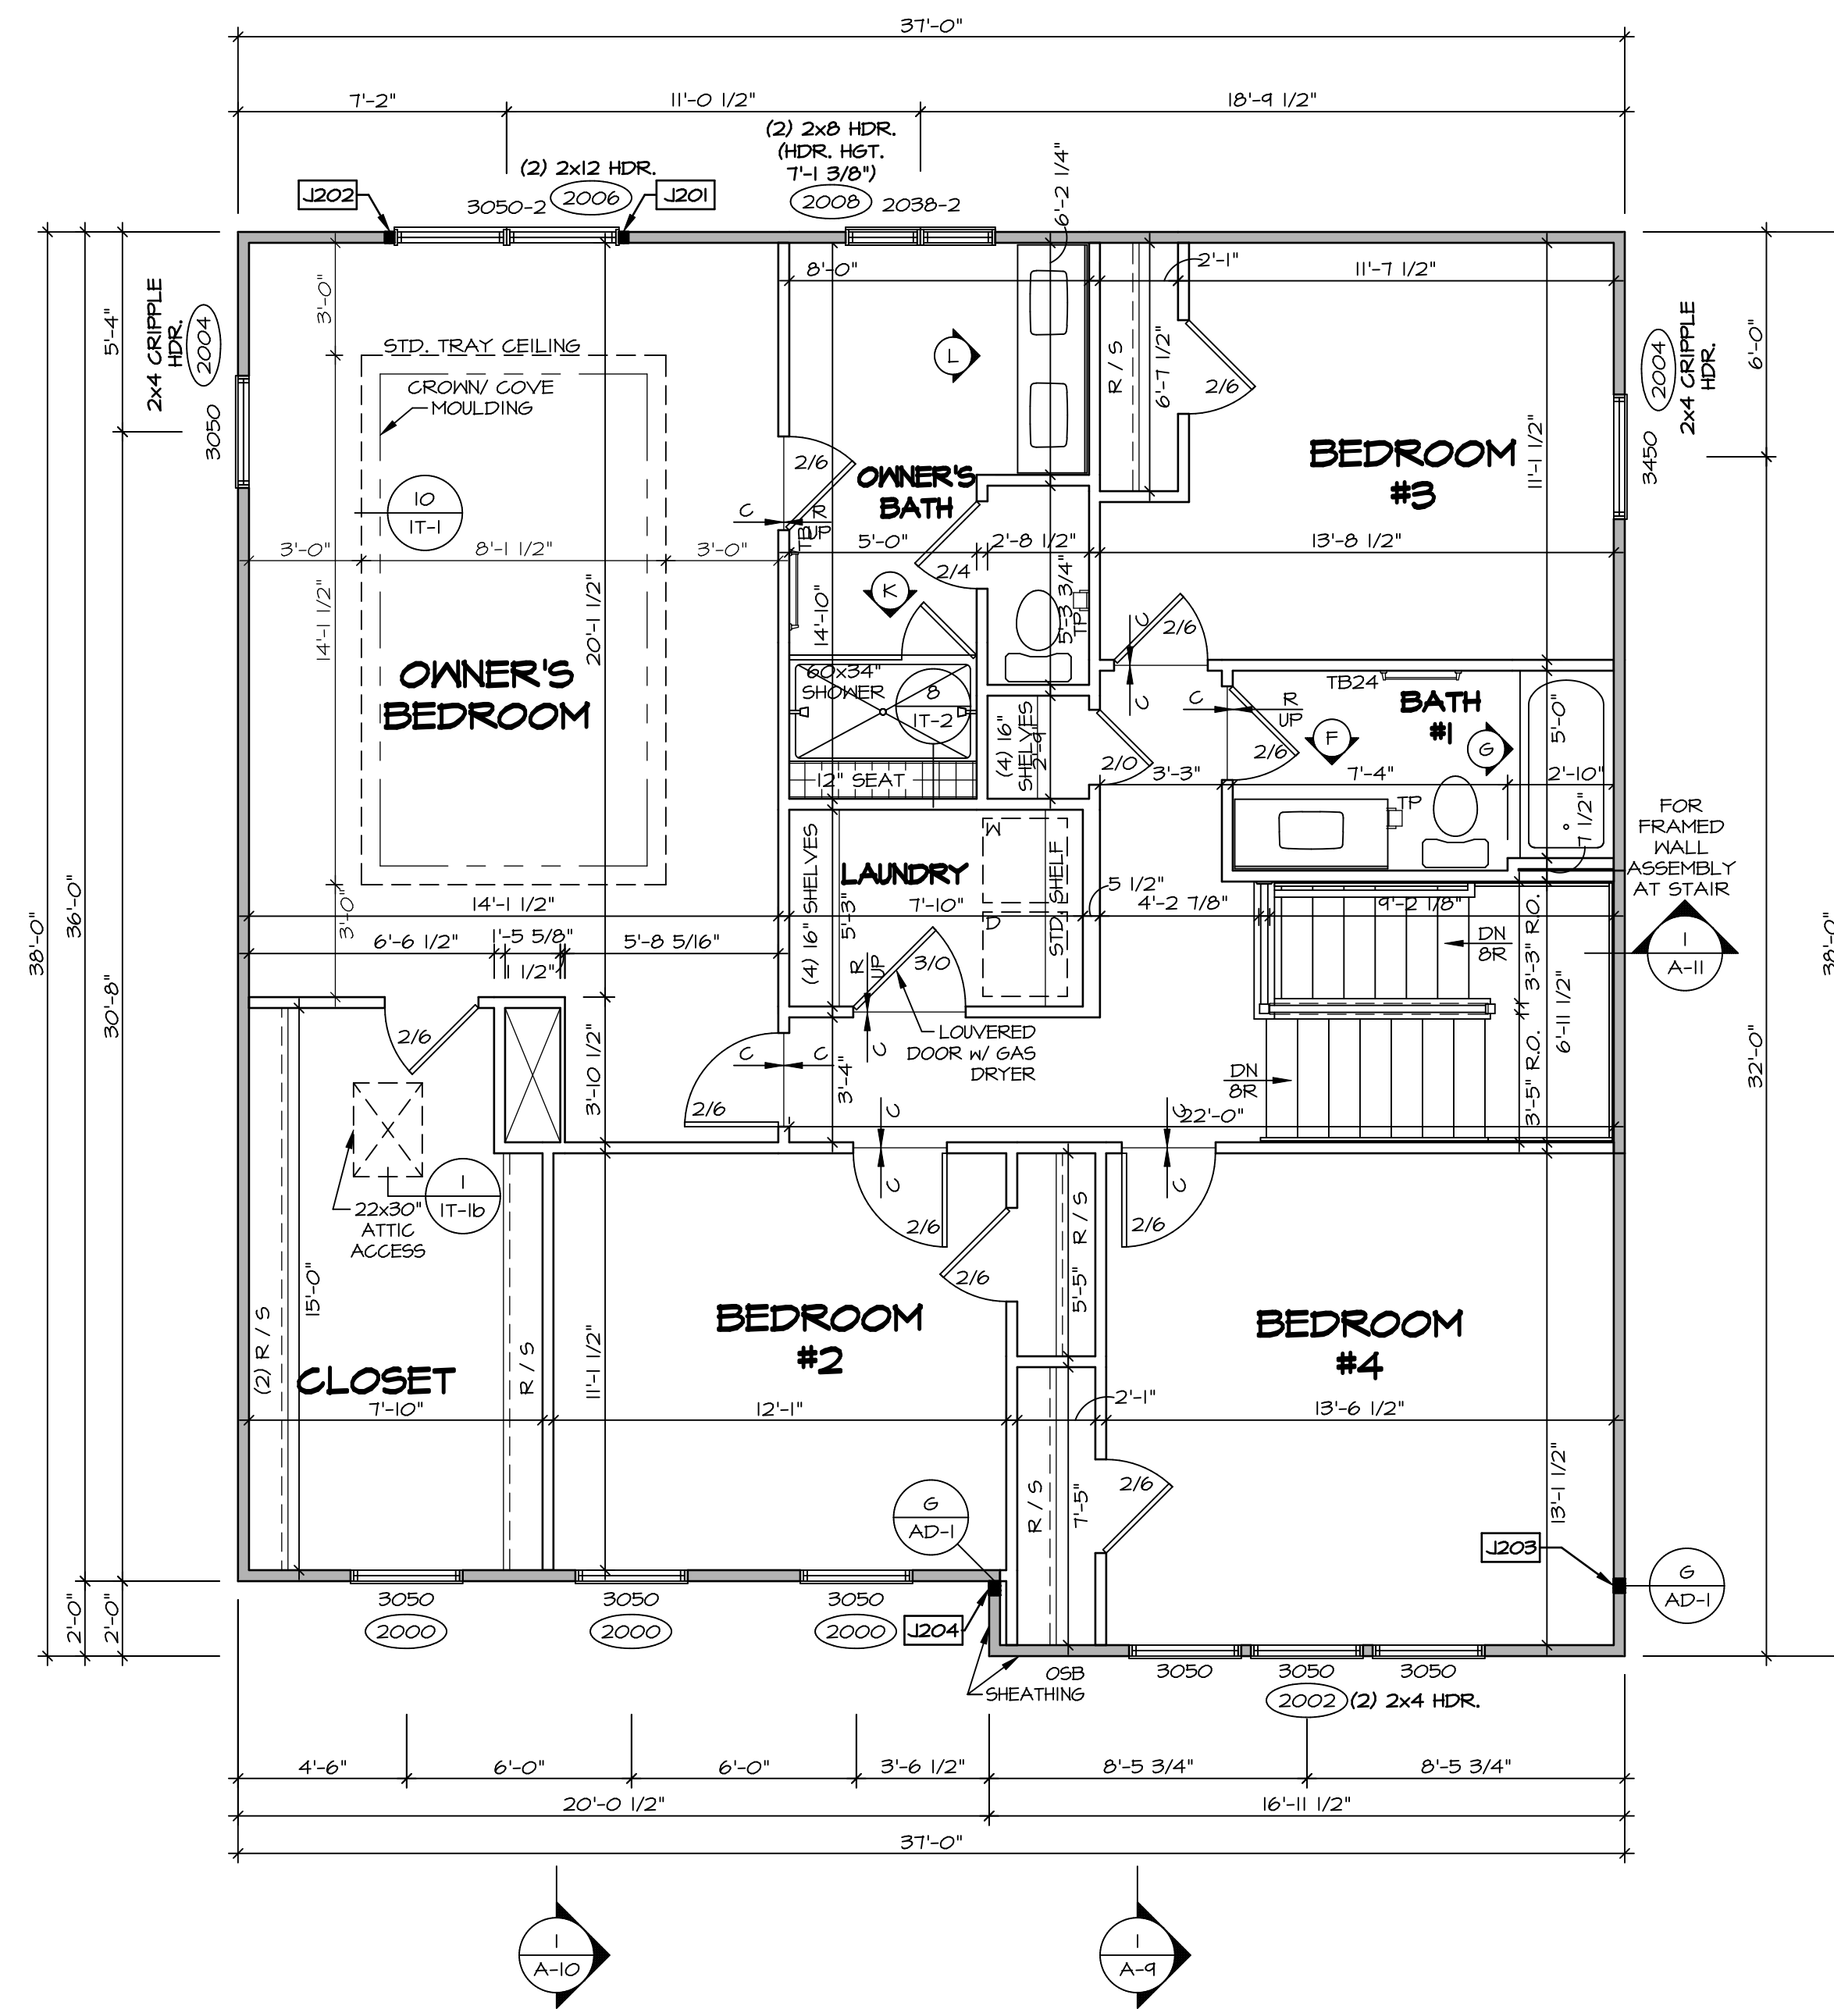 37'-0"
7'-2"
11'-0 1/2"
18'-9 1/2"
(2) 2x8 HDR.
(HDR. HGT.
7'-1 3/8")
(2) 2x12 HDR.
J202
3050-2
2006
J201
2008
2038-2
6'-2 1/4"
5'-4"
2x4 CRIPPLE
HDR.
2004
3050
3'-0"
STD. TRAY CEILING
CROWN/ COVE
MOULDING
10
IT-1
8'-0"
L
R / S
6'-7 1/2"
2'-1"
2/6
11'-7 1/2"
BEDROOM
#3
11'-1 1/2"
2004
2x4 CRIPPLE
HDR.
3450
6'-0"
2/6
OWNER'S
BATH
C
R
UP
TB
3'-0"
8'-1 1/2"
3'-0"
5'-0"
2'-8 1/2"
13'-8 1/2"
2/4
K
14'-1 1/2"
20'-1 1/2"
14'-10"
5'-3 3/4"
TP
C
2/6
C
OWNER'S
BEDROOM
60x34"
SHOWER
8
IT-2
12" SEAT
(4) 16"
SHELVES
2'-9"
2/0
3'-3"
C
R
UP
2/6
TB24
BATH
#1
F
G
5'-0"
7'-4"
2'-10"
TP
7 1/2"
FOR
FRAMED
WALL
ASSEMBLY
AT STAIR
1
A-11
38'-0"
36'-0"
30'-8"
3'-0"
14'-1 1/2"
6'-6 1/2"
1'-5 5/8"
1 1/2"
5'-8 5/16"
(4) 16" SHELVES
5'-3"
LAUNDRY
7'-10"
W
D
STD. SHELF
5 1/2"
4'-2 7/8"
9'-2 1/8"
DN
8R
3'-3" R.O.
6'-11 1/2"
3'-5" R.O.
DN
8R
38'-0"
32'-0"
R
UP
3/0
C
LOUVERED
DOOR W/ GAS
DRYER
2/6
3'-10 1/2"
C
C
2/6
3'-4"
C
C
C
C
22'-0"
22x30"
ATTIC
ACCESS
1
IT-1b
2/6
2/6
2/6
R / S
5'-5"
(2) R / S
15'-0"
CLOSET
R / S
11'-1 1/2"
BEDROOM
#2
BEDROOM
#4
7'-10"
12'-1"
2'-1"
13'-6 1/2"
2/6
R / S
7'-5"
13'-1 1/2"
G
AD-1
J203
G
AD-1
2'-0"
2'-0"
3050
2000
3050
2000
3050
2000
J204
OSB
SHEATHING
3050
3050
3050
2002
(2) 2x4 HDR.
4'-6"
6'-0"
6'-0"
3'-6 1/2"
8'-5 3/4"
8'-5 3/4"
20'-0 1/2"
16'-11 1/2"
37'-0"
1
A-10
1
A-9